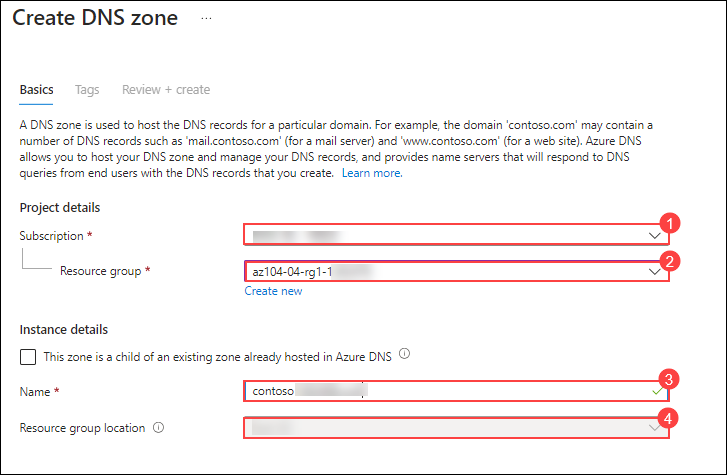 Create DNS zone ...
Basics Tags Review + create
A DNS zone is used to host the DNS records for a particular domain. For example, the domain 'contoso.com' may contain a
number of DNS records such as 'mail.contoso.com' (for a mail server) and 'www.contoso.com' (for a web site). Azure DNS
allows you to host your DNS zone and manage your DNS records, and provides name servers that will respond to DNS
queries from end users with the DNS records that you create. Learn more.
Project details
1
Subscription *
2
Resource group * az104-04-rg1-1
Create new
Instance details
This zone is a child of an existing zone already hosted in Azure DNS
3
Name * contoso
4
Resource group location